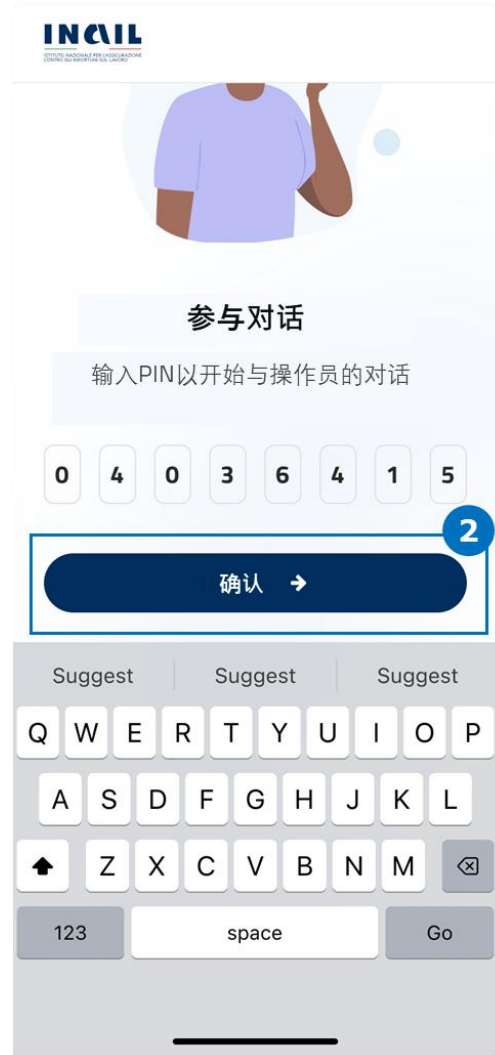 INAIL
ISTITUTO NAZIONALE PER L'ASSICURAZIONE
CONTRO GLI INFORTUNI SUL LAVORO
参与对话
输入PIN以开始与操作员的对话
0 4 0 3 6 4 1 5
2
确认 →
Suggest Suggest Suggest
Q W E R T Y U I O P
A S D F G H J K L
Z X C V B N M
123 space Go